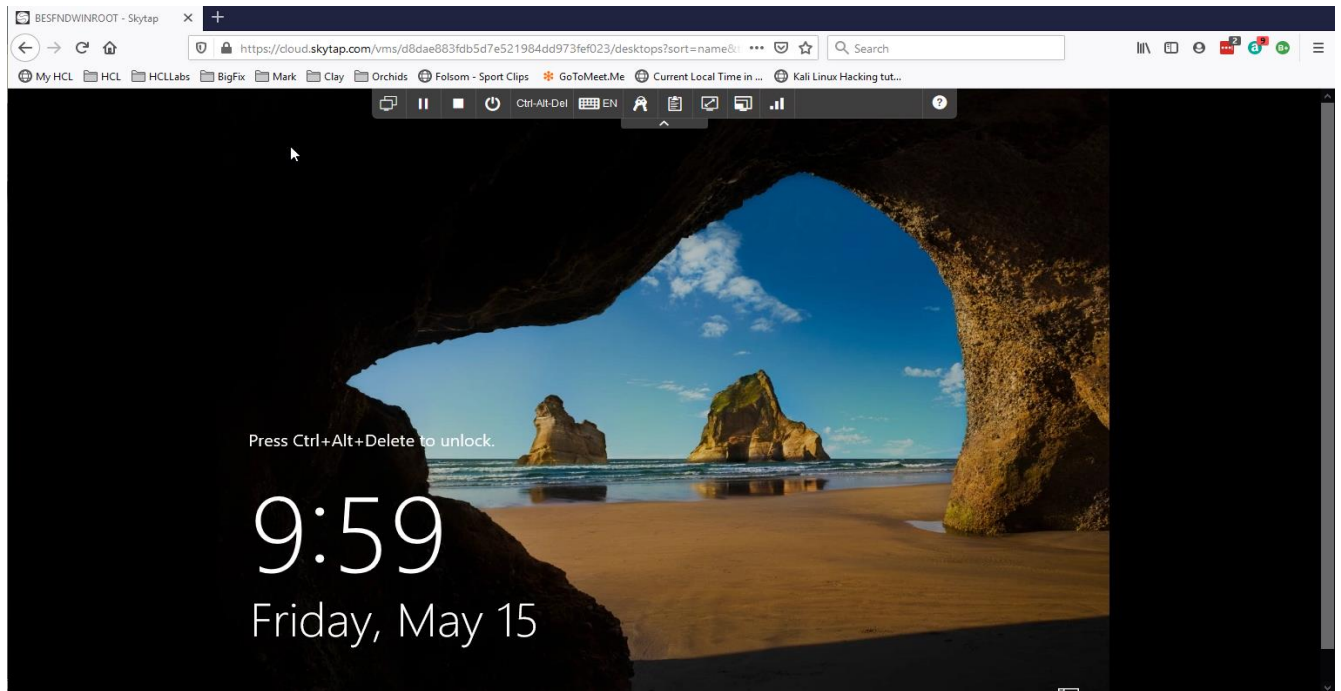 BESFNDWINROOT - Skytap
https://cloud.skytap.com/vms/d8dae883fdb5d7e521984dd973fef023/desktops?sort=name&
Search
My HCL HCL HCLLabs BigFix Mark Clay Orchids Folsom - Sport Clips GoToMeet.Me Current Local Time in ... Kali Linux Hacking tut...
Ctrl-Alt-Del EN
Press Ctrl+Alt+Delete to unlock.
9:59
Friday, May 15